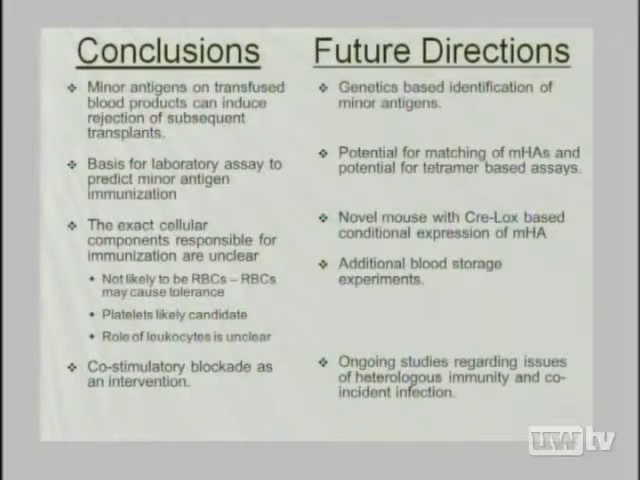 Conclusions
❖ Minor antigens on transfused
blood products can induce
rejection of subsequent
transplants.
❖ Basis for laboratory assay to
predict minor antigen
immunization
❖ The exact cellular
components responsible for
immunization are unclear
• Not likely to be RBCs – RBCs
may cause tolerance
• Platelets likely candidate
• Role of leukocytes is unclear
❖ Co-stimulatory blockade as
an intervention.
Future Directions
❖ Genetics based identification of
minor antigens.
❖ Potential for matching of mHAs and
potential for tetramer based assays.
❖ Novel mouse with Cre-Lox based
conditional expression of mHA
❖ Additional blood storage
experiments.
❖ Ongoing studies regarding issues
of heterologous immunity and co-
incident infection.
uwtv